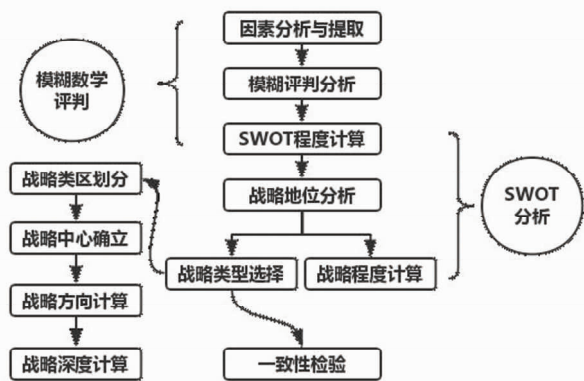 因素分析与提取
模糊数学
评判
模糊评判分析
SWOT程度计算
战略类区划分
战略地位分析
SWOT
分析
战略中心确立
战略类型选择
战略程度计算
战略方向计算
战略深度计算
一致性检验